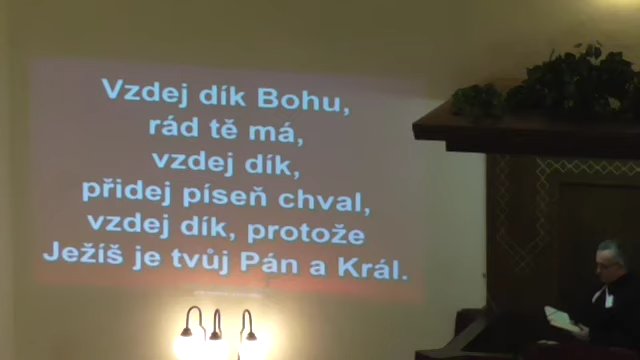 Vzdej dík Bohu,
rád tě má,
vzdej dík,
přidej píseň chval,
vzdej dík, protože
Ježíš je tvůj Pán a Král.